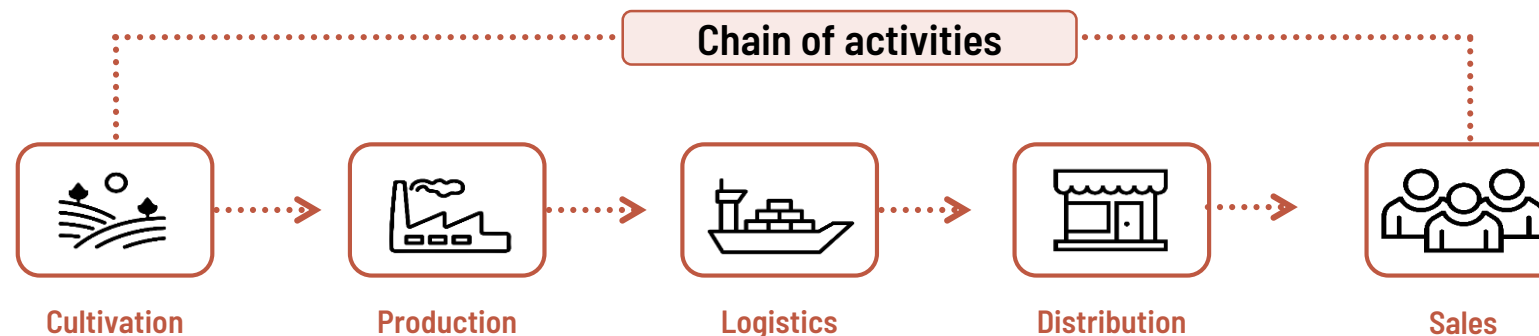 Chain of activities
Cultivation
Production
Logistics
Distribution
Sales